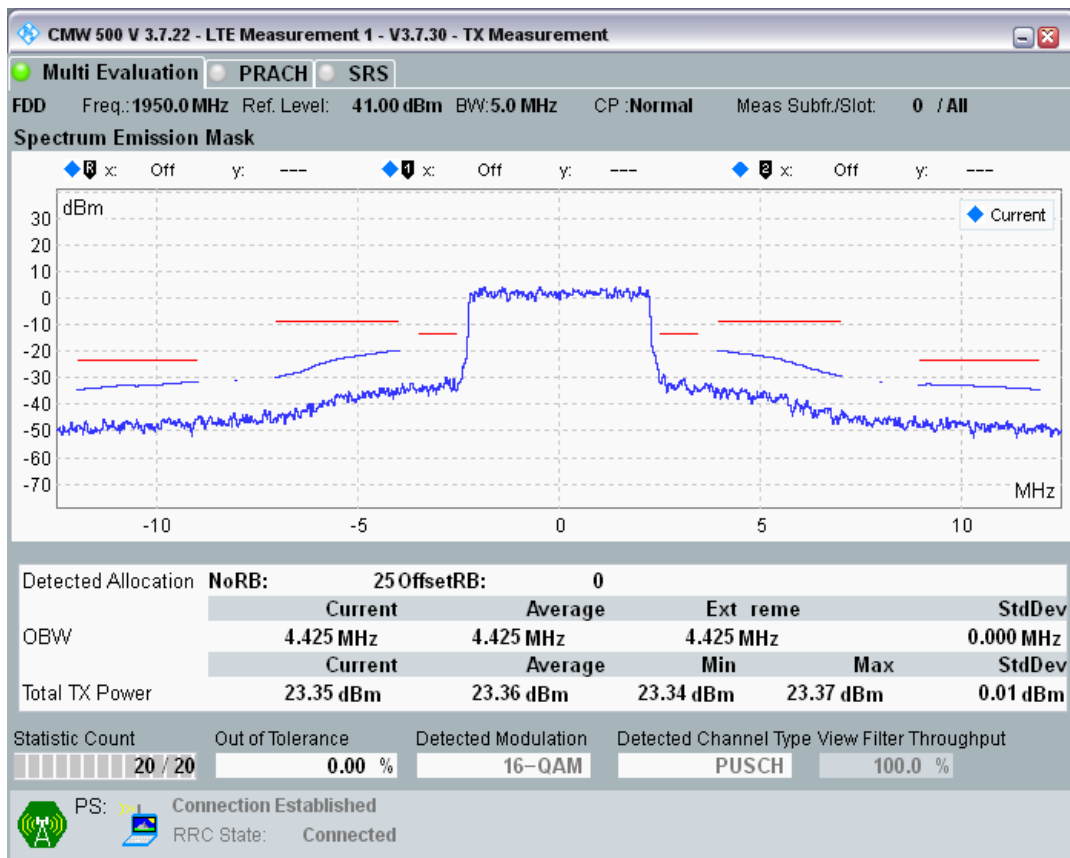 CMW 500 V 3.7.22 - LTE Measurement 1 - V3.7.30 - TX Measurement
Multi Evaluation PRACH SRS
FDD Freq.: 1950.0 MHz Ref. Level: 41.00 dBm BW: 5.0 MHz CP : Normal Meas Subfr./Slot: 0 / All
Spectrum Emission Mask
R x: Off y: --- 1 x: Off y: --- 2 x: Off y: ---
dBm
Current
30
20
10
0
-10
-20
-30
-40
-50
-60
-70
MHz
-10 -5 0 5 10
Detected Allocation NoRB: 25 OffsetRB: 0
Current Average Ext reme StdDev
OBW 4.425 MHz 4.425 MHz 4.425 MHz 0.000 MHz
Current Average Min Max StdDev
Total TX Power 23.35 dBm 23.36 dBm 23.34 dBm 23.37 dBm 0.01 dBm
Statistic Count Out of Tolerance Detected Modulation Detected Channel Type View Filter Throughput
20 / 20 0.00 % 16-QAM PUSCH 100.0 %
PS: Connection Established
RRC State: Connected